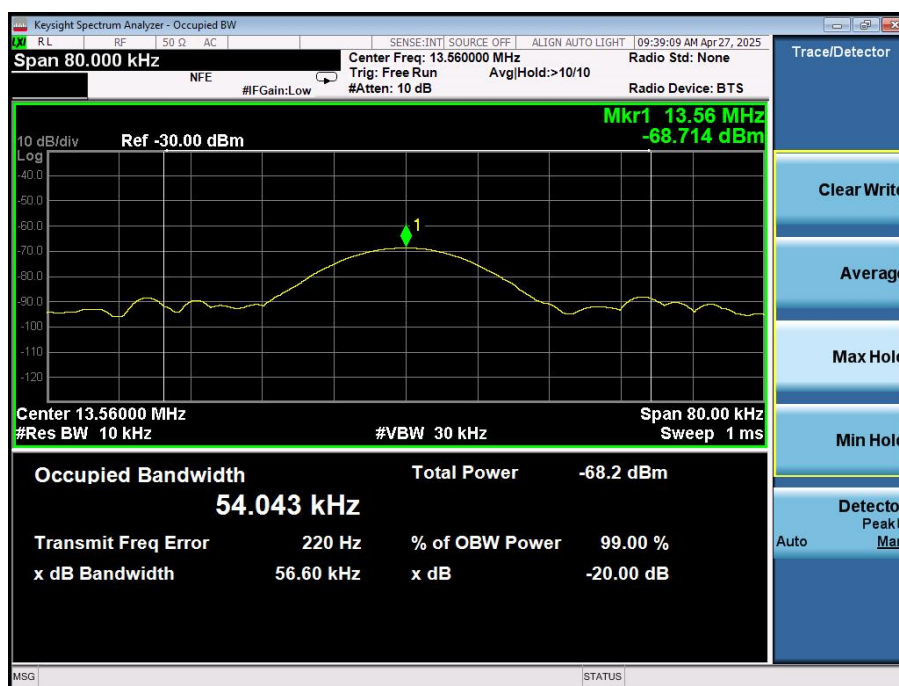 Keysight Spectrum Analyzer - Occupied BW
LXI RL RF 50 Ω AC SENSE:INT SOURCE OFF ALIGN AUTO LIGHT 09:39:09 AM Apr 27, 2025
Span 80.000 kHz
NFE
#IFGain:Low
Center Freq: 13.560000 MHz
Trig: Free Run Avg|Hold:>10/10
#Atten: 10 dB
Radio Std: None
Radio Device: BTS
Trace/Detector
Mkr1 13.56 MHz
-68.714 dBm
10 dB/div Ref -30.00 dBm
Log
-40.0
-50.0
-60.0
-70.0
-80.0
-90.0
-100
-110
-120
1
Center 13.56000 MHz Span 80.00 kHz
#Res BW 10 kHz #VBW 30 kHz Sweep 1 ms
Occupied Bandwidth Total Power -68.2 dBm
54.043 kHz
Transmit Freq Error 220 Hz % of OBW Power 99.00 %
x dB Bandwidth 56.60 kHz x dB -20.00 dB
Clear Write
Average
Max Hold
Min Hold
Detector
Peak
Auto Man
MSG STATUS